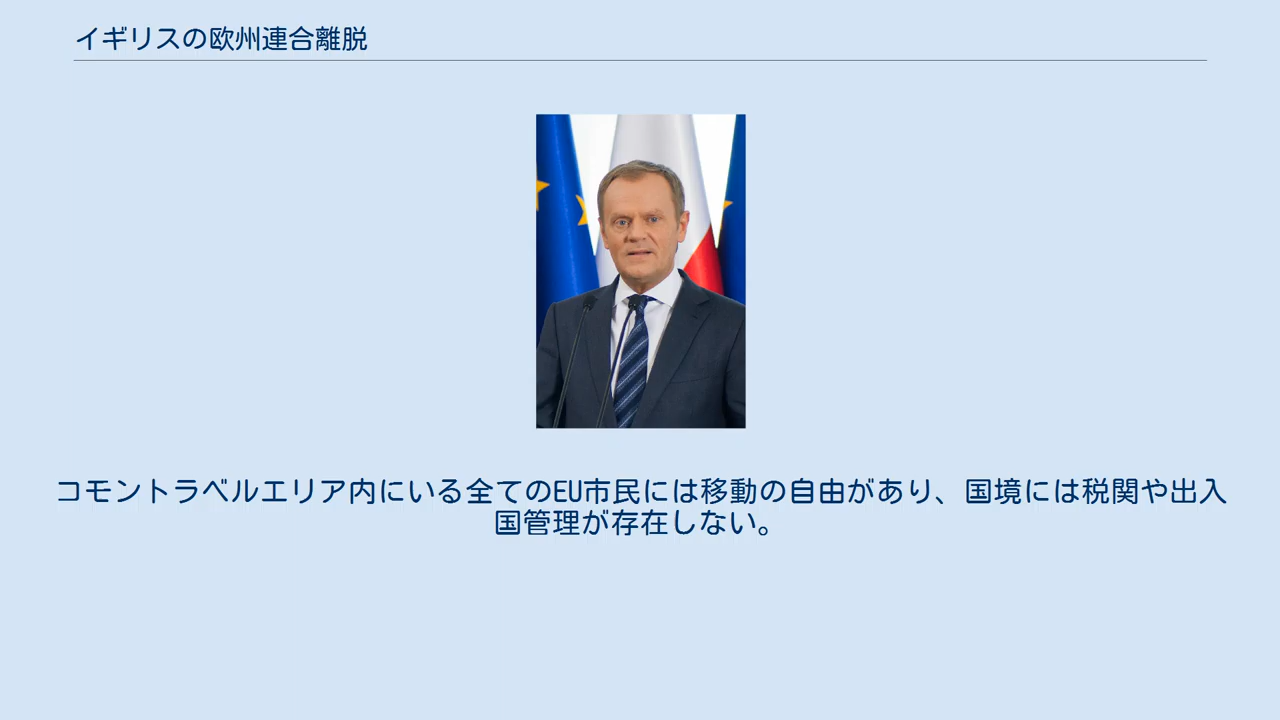 イギリスの欧州連合離脱
コモントラベルエリア内にいる全てのEU市民には移動の自由があり、国境には税関や出入
国管理が存在しない。